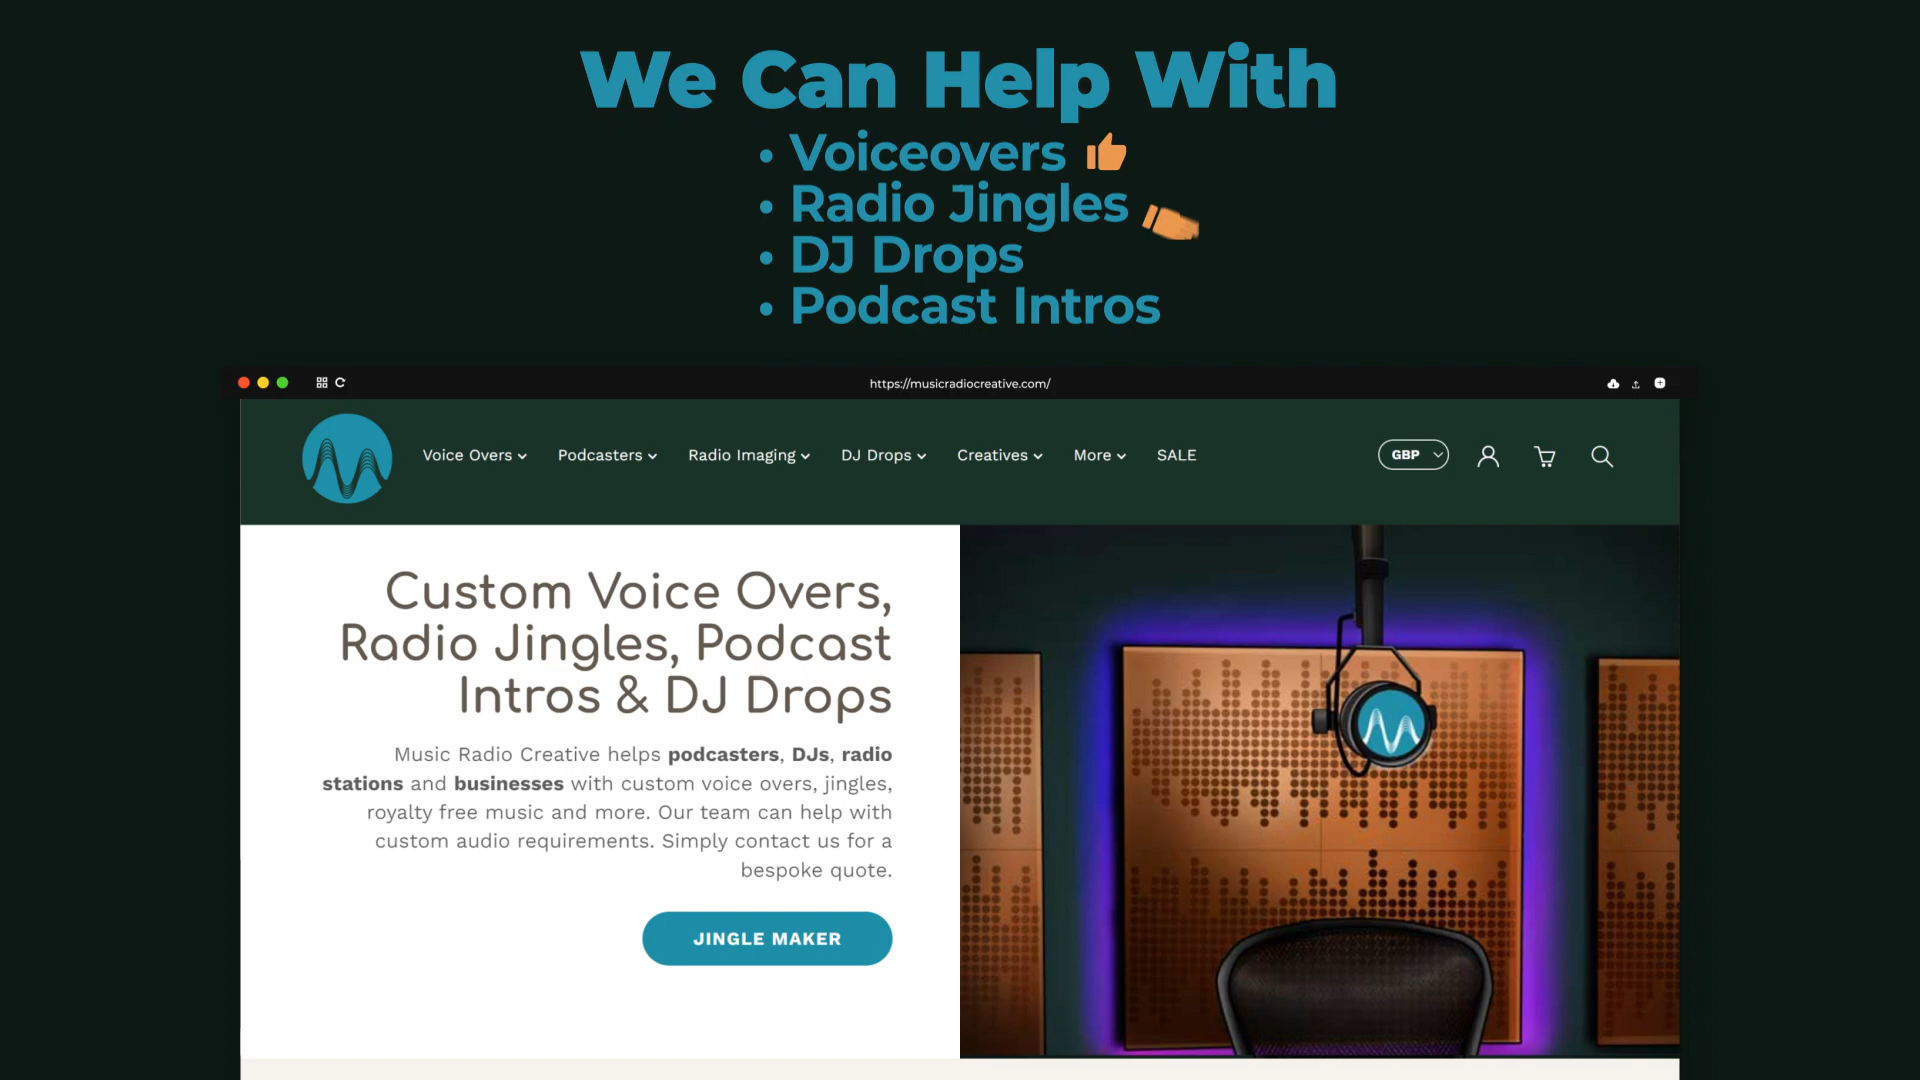 We Can Help With
• Voiceovers
• Radio Jingles
• DJ Drops
• Podcast Intros
https://musicradiocreative.com/
Voice Overs Podcasters Radio Imaging DJ Drops Creatives More SALE GBP
Custom Voice Overs,
Radio Jingles, Podcast
Intros & DJ Drops
Music Radio Creative helps podcasters, DJs, radio
stations and businesses with custom voice overs, jingles,
royalty free music and more. Our team can help with
custom audio requirements. Simply contact us for a
bespoke quote.
JINGLE MAKER